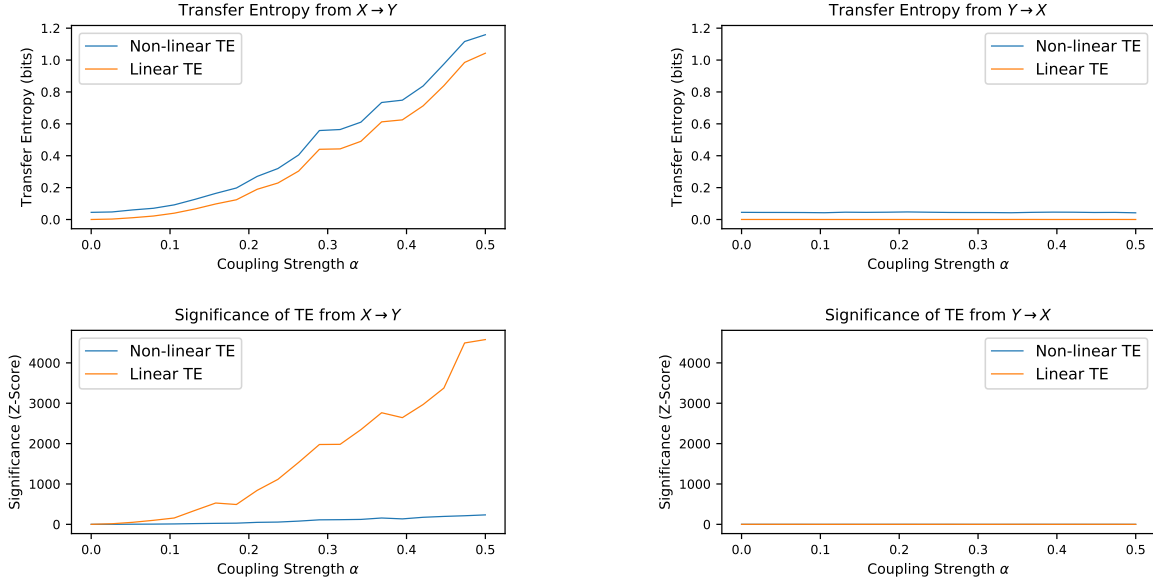 Transfer Entropy from X → Y
Transfer Entropy (bits)
1.2
1.0
0.8
0.6
0.4
0.2
0.0
Non-linear TE
Linear TE
0.0 0.1 0.2 0.3 0.4 0.5
Coupling Strength α
Transfer Entropy from Y → X
Transfer Entropy (bits)
1.2
1.0
0.8
0.6
0.4
0.2
0.0
Non-linear TE
Linear TE
0.0 0.1 0.2 0.3 0.4 0.5
Coupling Strength α
Significance of TE from X → Y
Significance (Z-Score)
4000
3000
2000
1000
0
Non-linear TE
Linear TE
0.0 0.1 0.2 0.3 0.4 0.5
Coupling Strength α
Significance of TE from Y → X
Significance (Z-Score)
4000
3000
2000
1000
0
Non-linear TE
Linear TE
0.0 0.1 0.2 0.3 0.4 0.5
Coupling Strength α